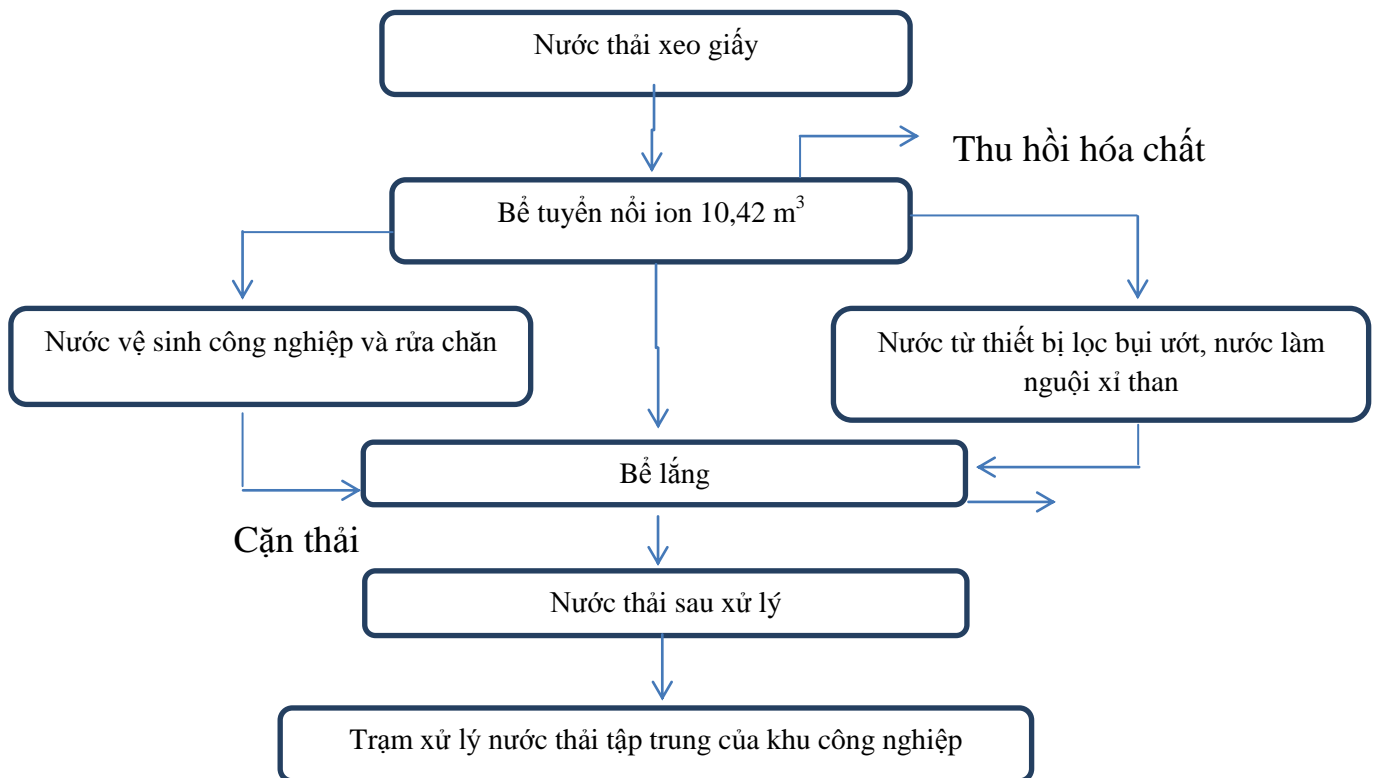 Nước thải xeo giấy
Thu hồi hóa chất
Bể tuyển nổi ion 10,42 m³
Nước vệ sinh công nghiệp và rửa chăn
Nước từ thiết bị lọc bụi ướt, nước làm
nguội xỉ than
Bể lắng
Cặn thải
Nước thải sau xử lý
Trạm xử lý nước thải tập trung của khu công nghiệp